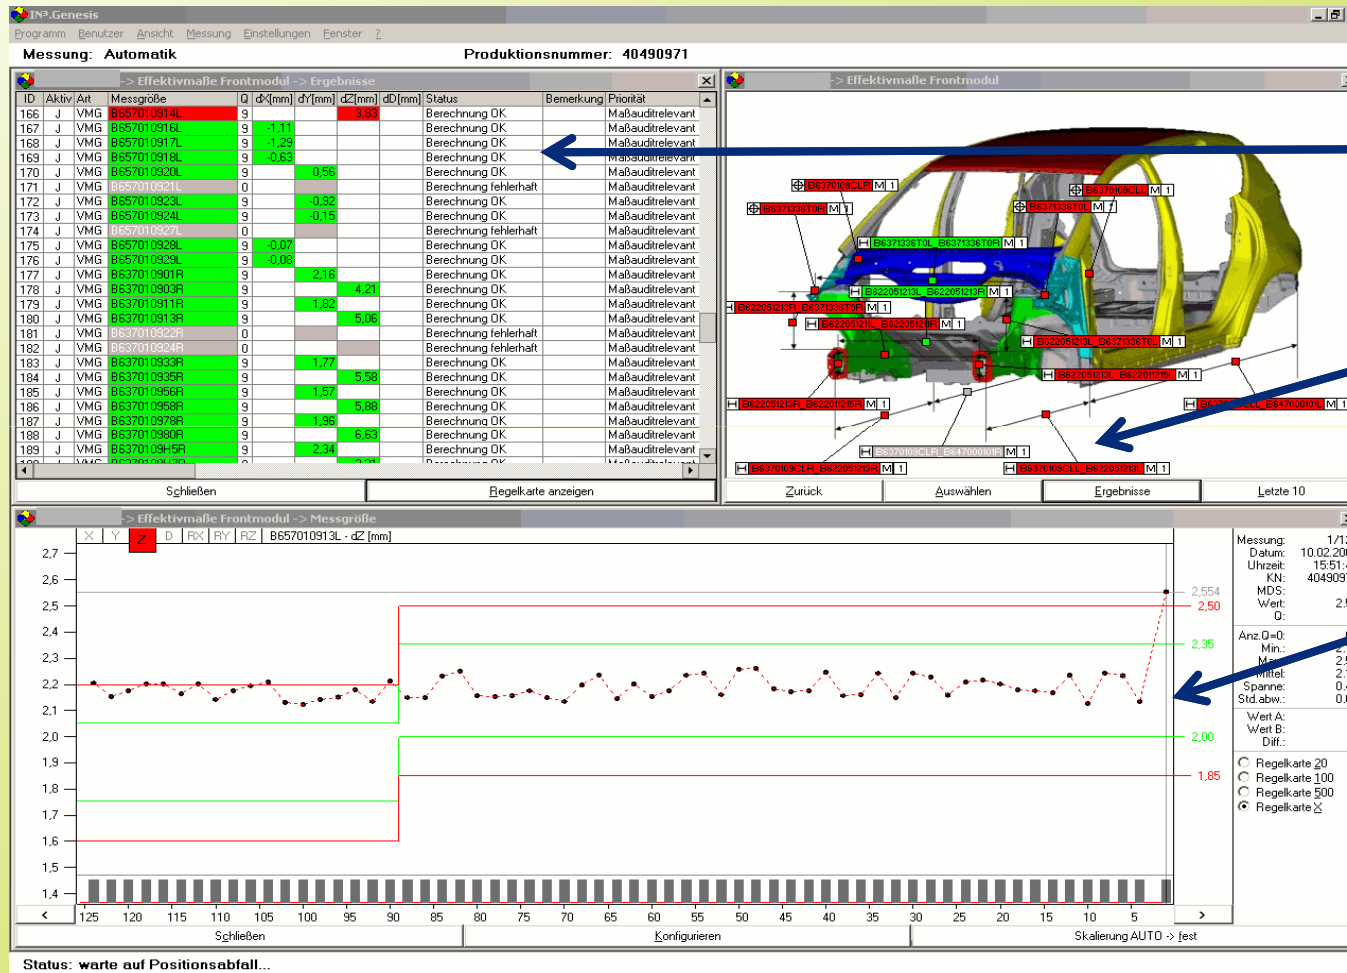 IN³.Genesis
Programm Benutzer Ansicht Messung Einstellungen Fenster ?
Messung: Automatik Produktionsnummer: 40490971
-> Effektivmaße Frontmodul -> Ergebnisse
ID Aktiv Art Messgröße Q dX[mm] dY[mm] dZ[mm] dD[mm] Status Bemerkung Priorität
166 J VMG B657010914L 9 3,83 Berechnung OK Maßauditrelevant
167 J VMG B657010916L 9 -1,11 Berechnung OK Maßauditrelevant
168 J VMG B657010917L 9 -1,29 Berechnung OK Maßauditrelevant
169 J VMG B657010918L 9 -0,63 Berechnung OK Maßauditrelevant
170 J VMG B657010920L 9 0,56 Berechnung OK Maßauditrelevant
171 J VMG B657010921L 0 Berechnung fehlerhaft Maßauditrelevant
172 J VMG B657010923L 9 -0,92 Berechnung OK Maßauditrelevant
173 J VMG B657010924L 9 -0,15 Berechnung OK Maßauditrelevant
174 J VMG B657010927L 0 Berechnung fehlerhaft Maßauditrelevant
175 J VMG B657010928L 9 -0,07 Berechnung OK Maßauditrelevant
176 J VMG B657010929L 9 -0,08 Berechnung OK Maßauditrelevant
177 J VMG B637010901R 9 2,16 Berechnung OK Maßauditrelevant
178 J VMG B637010903R 9 4,21 Berechnung OK Maßauditrelevant
179 J VMG B637010911R 9 1,82 Berechnung OK Maßauditrelevant
180 J VMG B637010913R 9 5,06 Berechnung OK Maßauditrelevant
181 J VMG B637010922R 0 Berechnung fehlerhaft Maßauditrelevant
182 J VMG B637010924R 0 Berechnung fehlerhaft Maßauditrelevant
183 J VMG B637010933R 9 1,77 Berechnung OK Maßauditrelevant
184 J VMG B637010935R 9 5,58 Berechnung OK Maßauditrelevant
185 J VMG B637010956R 9 1,57 Berechnung OK Maßauditrelevant
186 J VMG B637010958R 9 5,88 Berechnung OK Maßauditrelevant
187 J VMG B637010978R 9 1,96 Berechnung OK Maßauditrelevant
188 J VMG B637010980R 9 6,63 Berechnung OK Maßauditrelevant
189 J VMG B6370109H5R 9 2,34 Berechnung OK Maßauditrelevant
Schließen Regelkarte anzeigen
-> Effektivmaße Frontmodul
B6370109CLR M 1
B6370109CLL M 1
B6371336T0R M 1
B6371336T0L M 1
B6371336T0L_B6371336T0R M 1
B622051213L_B622051213R M 1
B622051213R_B6371336T0R M 1
B622051211L_B622051211R M 1
B622051213L_B6371336T0L M 1
B622051213L_B622011215L M 1
B622051213R_B622011215R M 1
B6370109CLL_B647000101L M 1
B6370109CLR_B647000101R M 1
B6370109CLR_B622051213R M 1
B6370109CLL_B622051213L M 1
Zurück Auswählen Ergebnisse Letzte 10
-> Effektivmaße Frontmodul -> Messgröße
X Y Z D RX RY RZ B657010913L - dZ [mm]
2,7
2,6
2,5
2,4
2,3
2,2
2,1
2,0
1,9
1,8
1,7
1,6
1,5
1,4
2,554
2,50
2,35
2,00
1,85
< 125 120 115 110 105 100 95 90 85 80 75 70 65 60 55 50 45 40 35 30 25 20 15 10 5 >
Messung:
Datum: 10.02.200
Uhrzeit: 15:51:4
KN: 4049097
MDS:
Wert:
Q:
Anz.Q=0:
Min.:
Mittel:
Spanne:
Std.abw.:
Wert A:
Wert B:
Diff.:
Regelkarte 20
Regelkarte 100
Regelkarte 500
Regelkarte X
Schließen Konfigurieren Skalierung AUTO -> fest
Status: warte auf Positionsabfall...